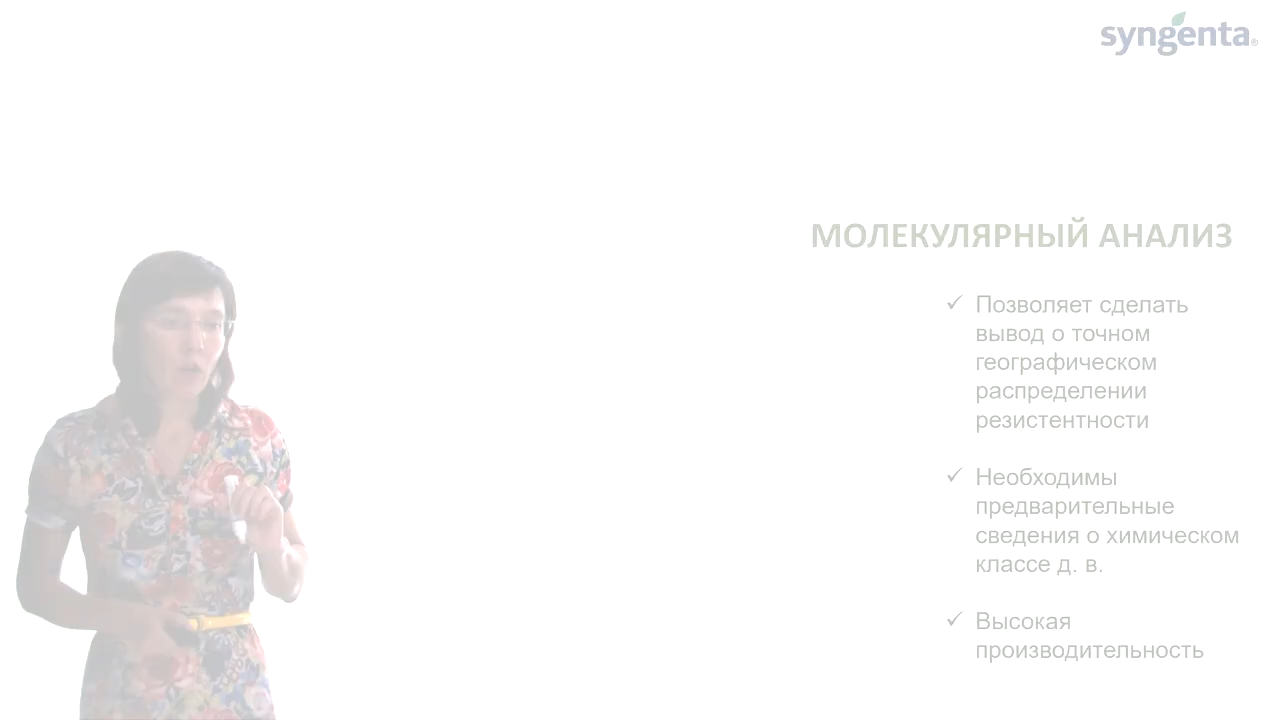 syngenta®
МОЛЕКУЛЯРНЫЙ АНАЛИЗ
✓ Позволяет сделать
вывод о точном
географическом
распределении
резистентности
✓ Необходимы
предварительные
сведения о химическом
классе д. в.
✓ Высокая
производительность